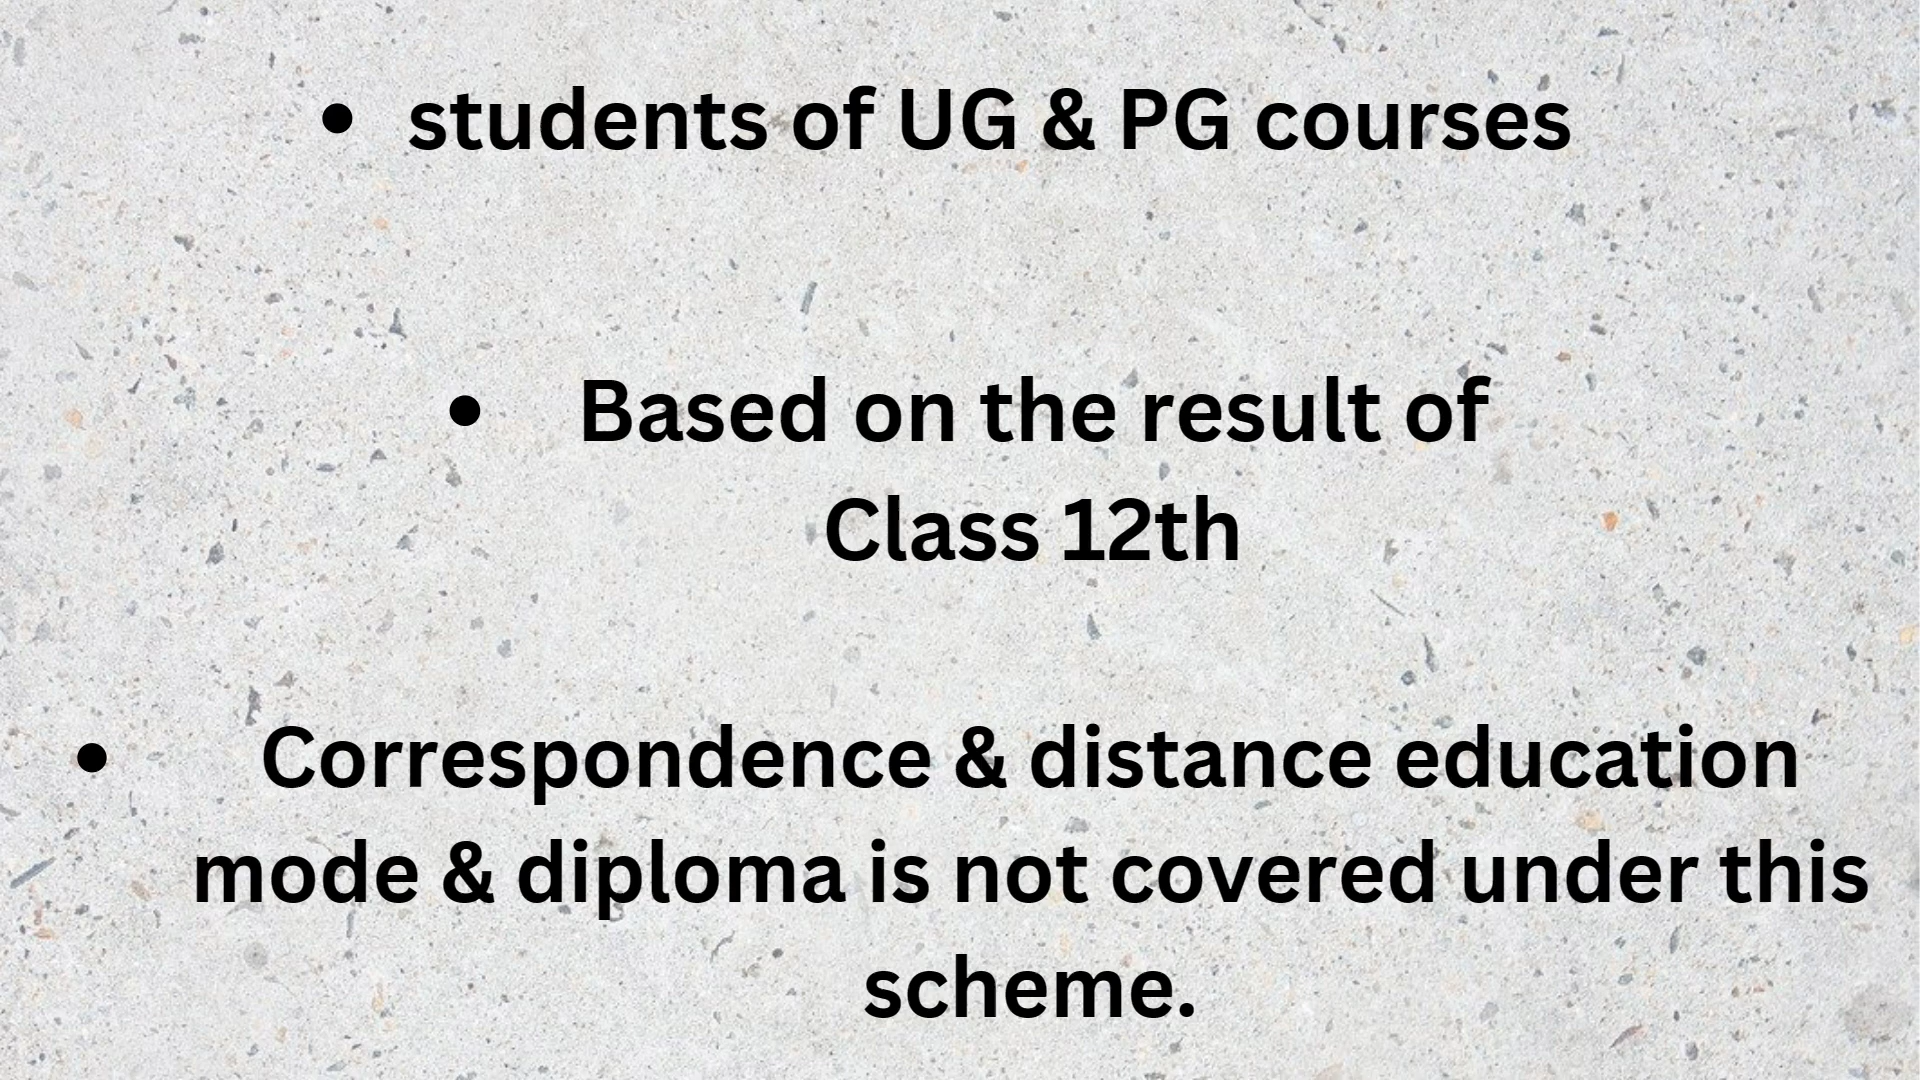 • students of UG & PG courses
• Based on the result of
Class 12th
• Correspondence & distance education
mode & diploma is not covered under this
scheme.